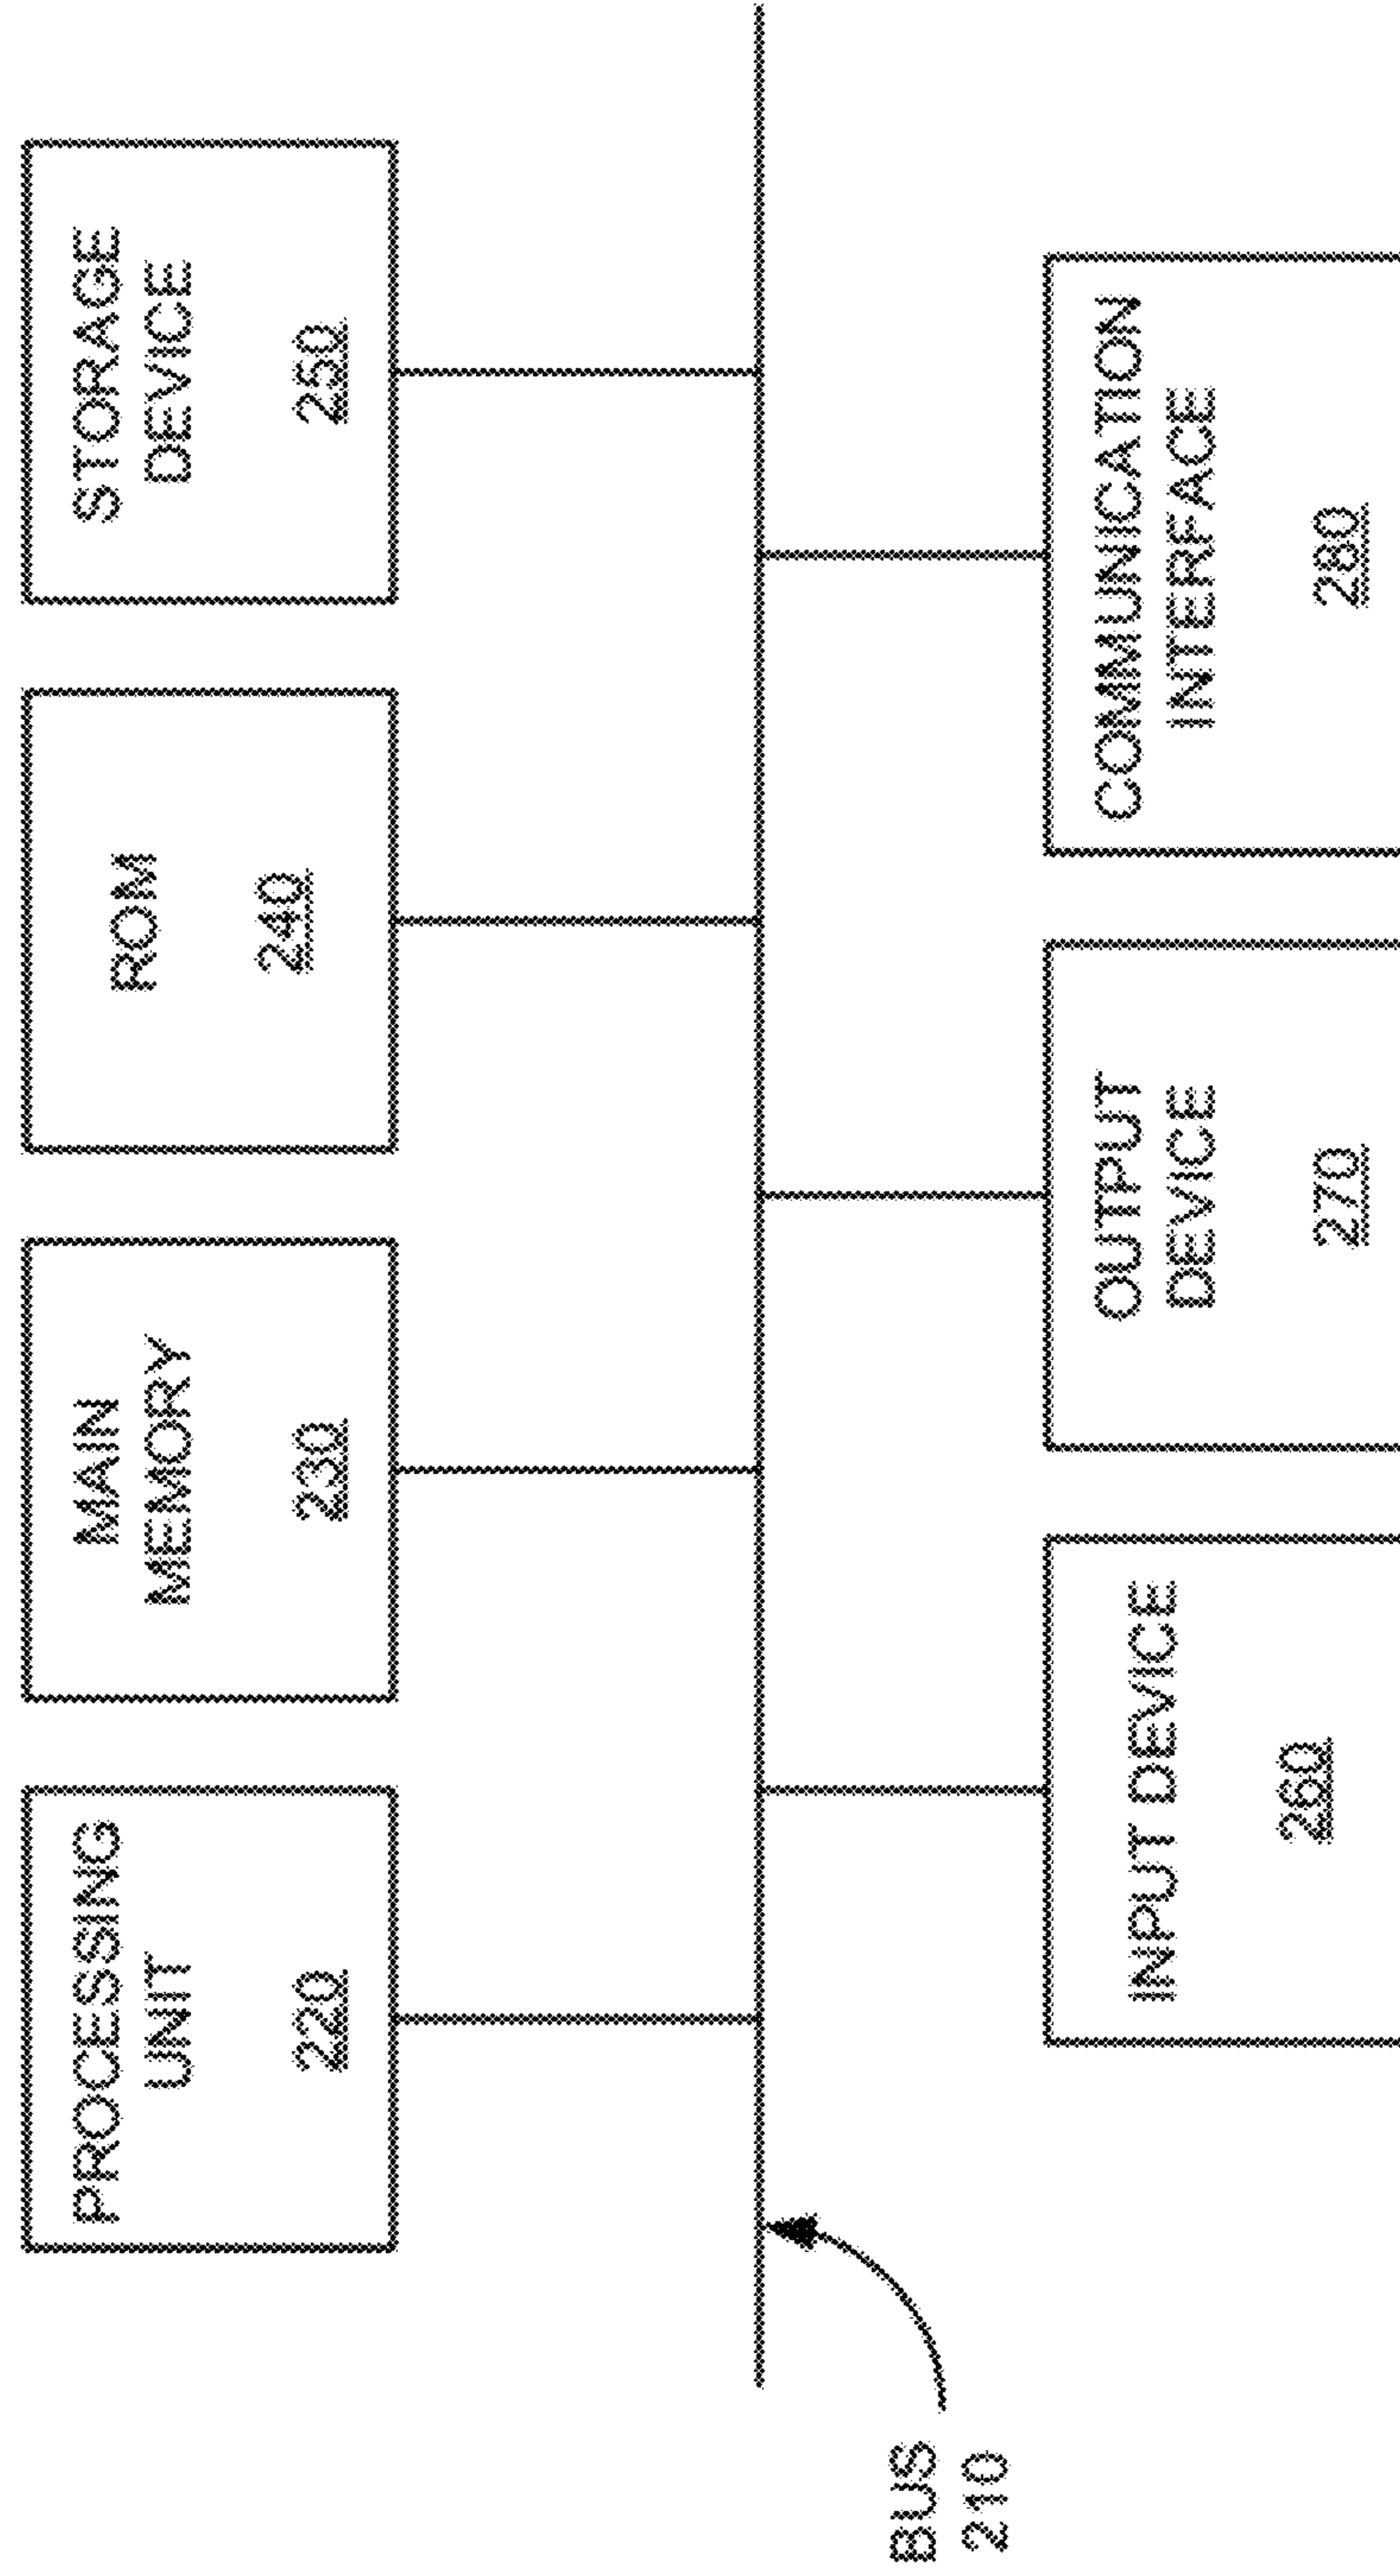 PROCESSING
UNIT
220
MAIN
MEMORY
230
ROM
240
STORAGE
DEVICE
250
BUS
210
INPUT DEVICE
260
OUTPUT
DEVICE
270
COMMUNICATION
INTERFACE
280